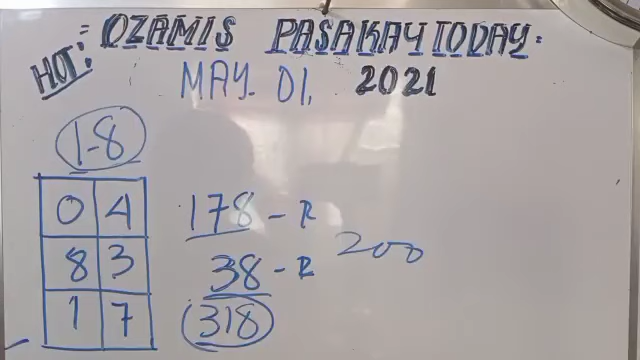 = OZAMIS PASAKAY TODAY:
HOT:
MAY. 01, 2021
1-8
0 4
8 3
1 7
178 - R
38 - R
200
318